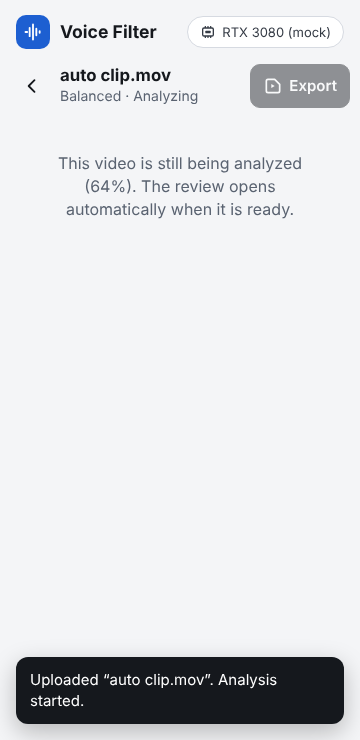 Voice Filter
RTX 3080 (mock)
auto clip.mov
Balanced · Analyzing
Export
This video is still being analyzed
(64%). The review opens
automatically when it is ready.
Uploaded “auto clip.mov”. Analysis
started.